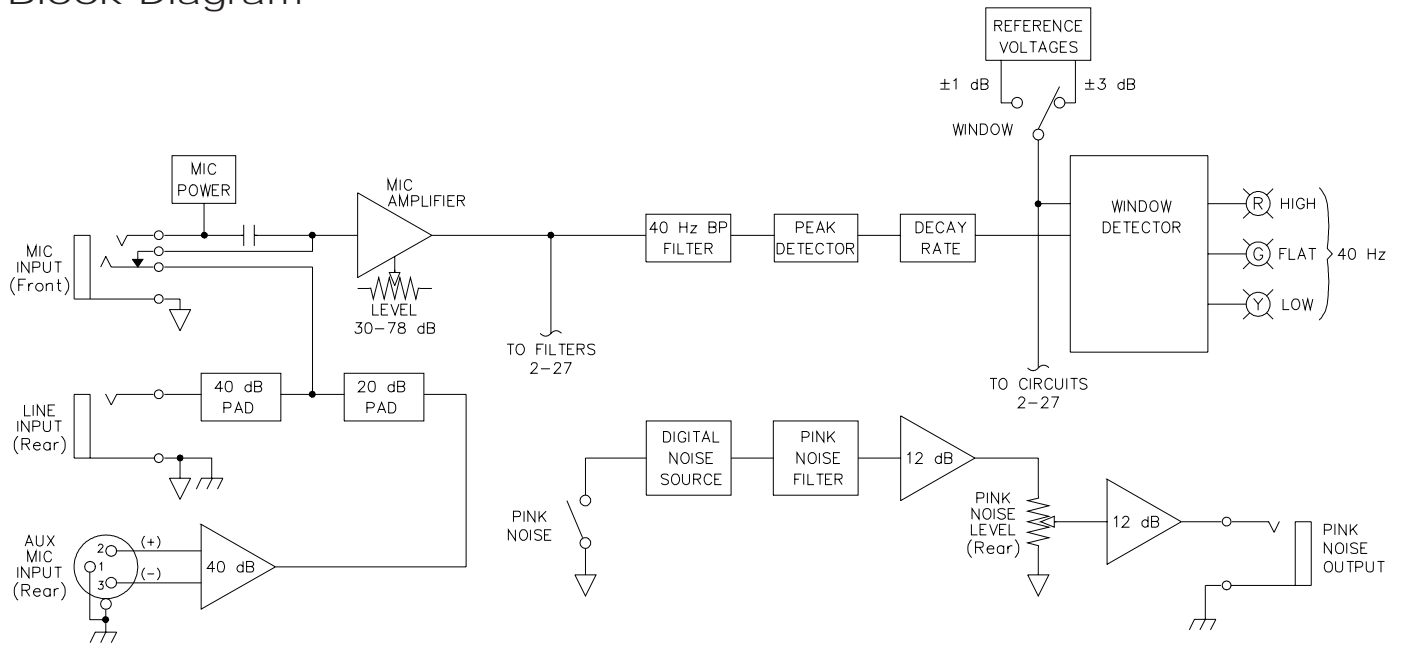 Block Diagram
REFERENCE
VOLTAGES
±1 dB
±3 dB
WINDOW
MIC
POWER
MIC
AMPLIFIER
MIC
INPUT
(Front)
LEVEL
30-78 dB
40 Hz BP
FILTER
PEAK
DETECTOR
DECAY
RATE
WINDOW
DETECTOR
R HIGH
G FLAT
Y LOW
40 Hz
TO FILTERS
2-27
TO CIRCUITS
2-27
LINE
INPUT
(Rear)
40 dB
PAD
20 dB
PAD
AUX
MIC
INPUT
(Rear)
2
1
3
(+)
(-)
40 dB
PINK
NOISE
DIGITAL
NOISE
SOURCE
PINK
NOISE
FILTER
12 dB
PINK
NOISE
LEVEL
(Rear)
12 dB
PINK
NOISE
OUTPUT